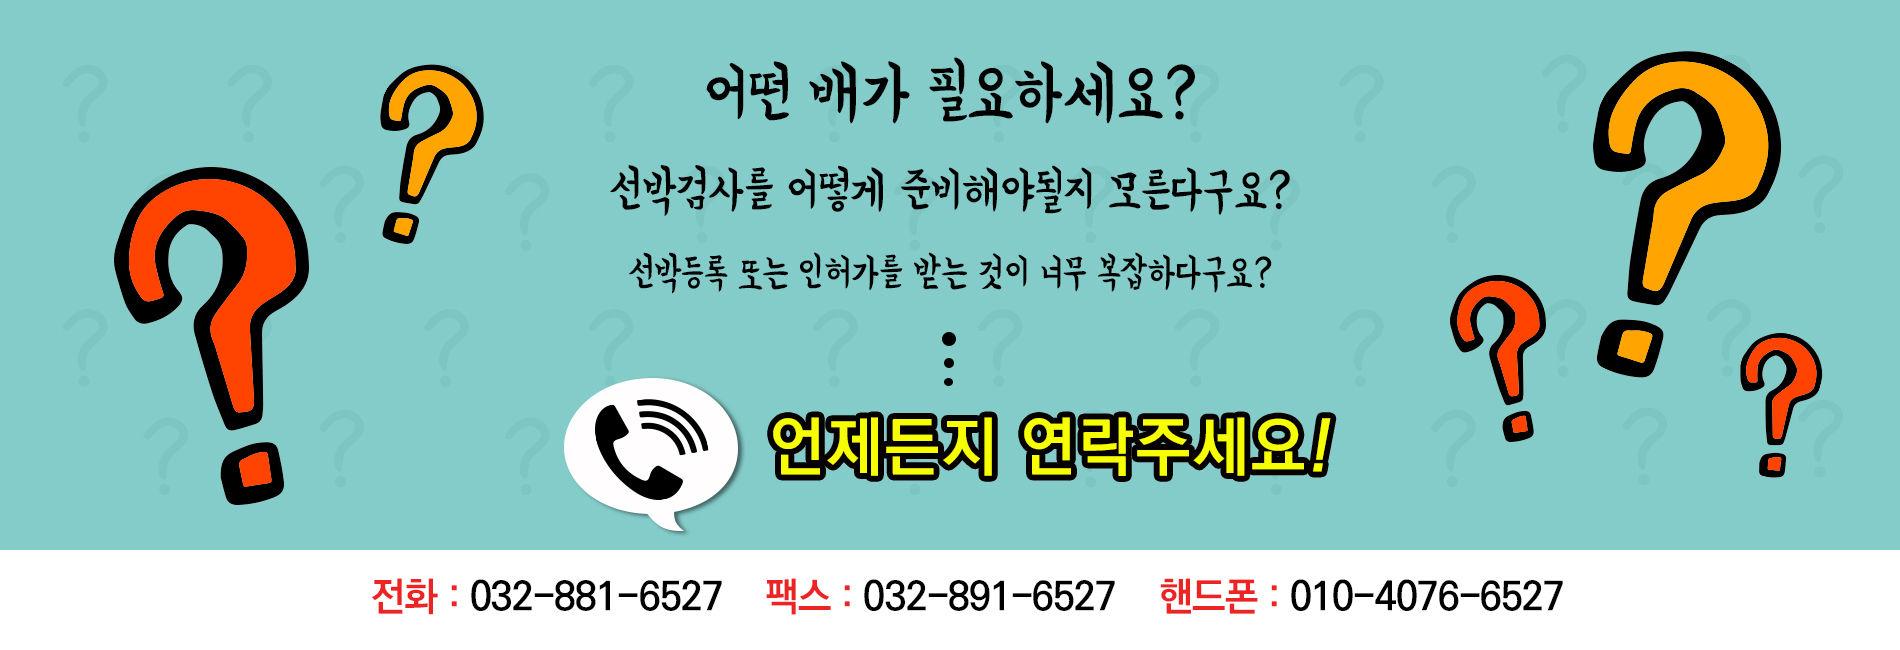 어떤 배가 필요하세요?
선박검사를 어떻게 준비해야될지 모른다구요?
선박등록 또는 인허가를 받는 것이 너무 복잡하다구요?
언제든지 연락주세요!
전화 : 032-881-6527 팩스 : 032-891-6527 핸드폰 : 010-4076-6527